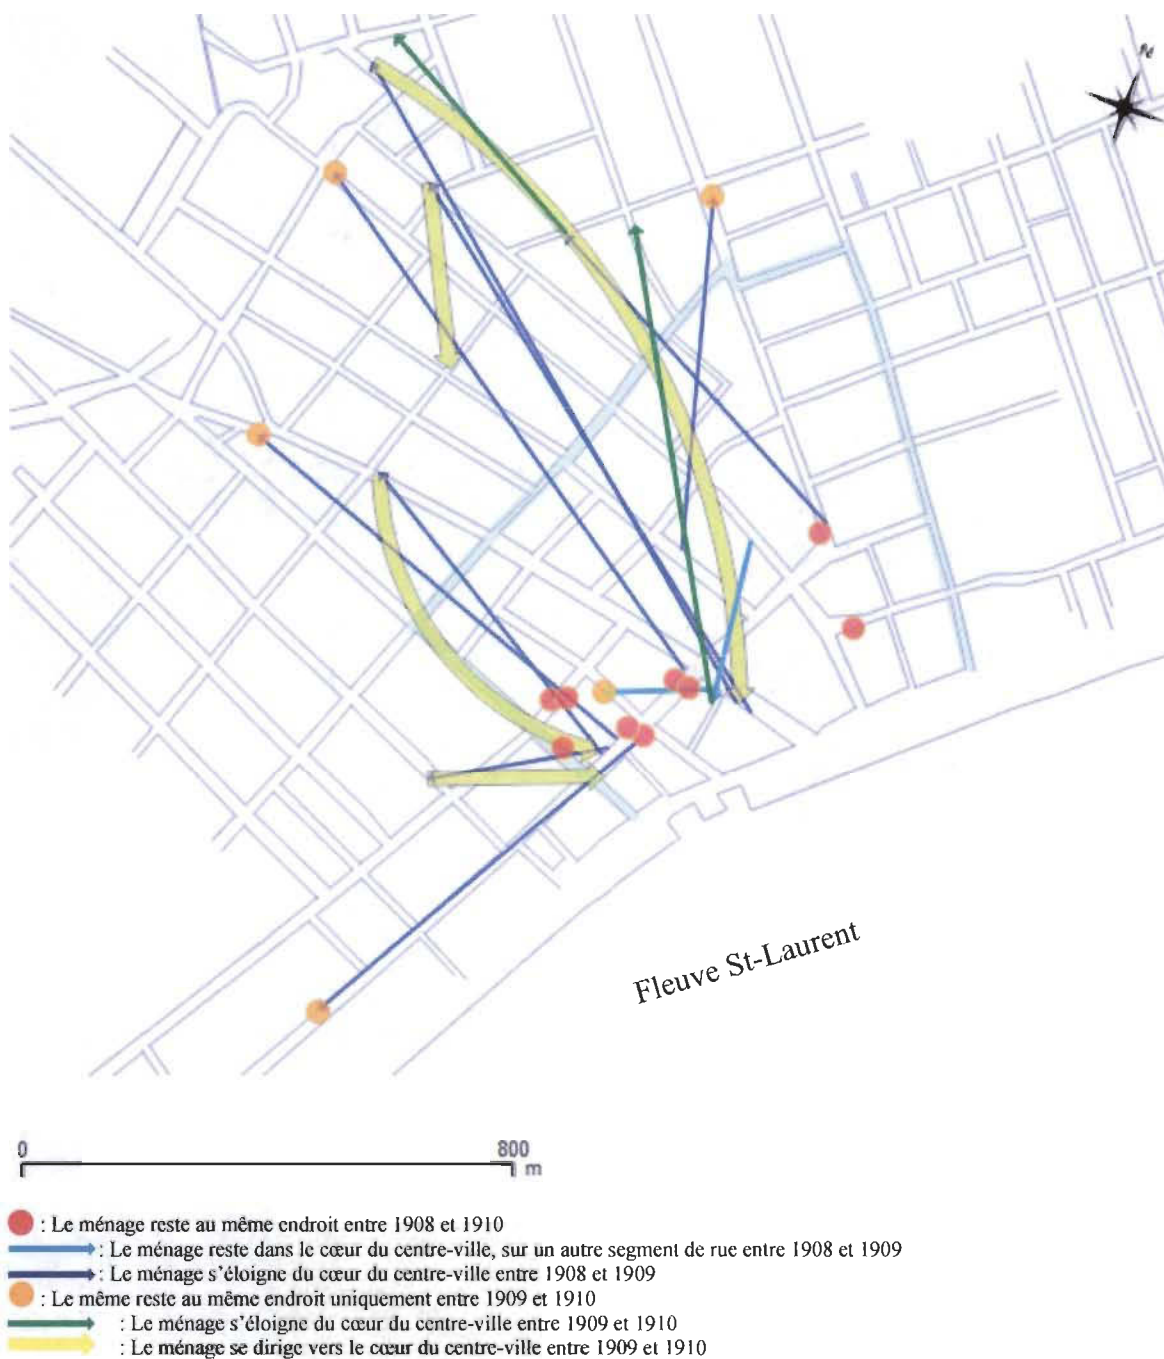 N
Fleuve St-Laurent
0 800
m
: Le ménage reste au même endroit entre 1908 et 1910
: Le ménage reste dans le cœur du centre-ville, sur un autre segment de rue entre 1908 et 1909
: Le ménage s'éloigne du cœur du centre-ville entre 1908 et 1909
: Le même reste au même endroit uniquement entre 1909 et 1910
: Le ménage s'éloigne du cœur du centre-ville entre 1909 et 1910
: Le ménage se dirige vers le cœur du centre-ville entre 1909 et 1910